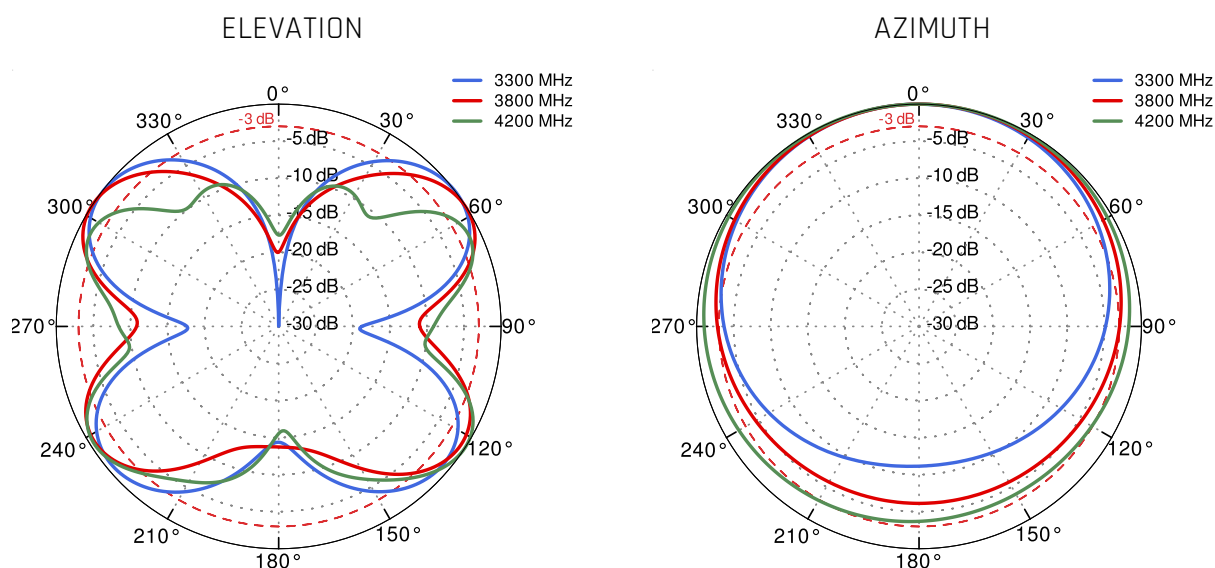 ELEVATION
3300 MHz
3800 MHz
4200 MHz
0°
30°
60°
90°
120°
150°
180°
210°
240°
270°
300°
330°
-3 dB
-5 dB
-10 dB
-15 dB
-20 dB
-25 dB
-30 dB
AZIMUTH
3300 MHz
3800 MHz
4200 MHz
0°
30°
60°
90°
120°
150°
180°
210°
240°
270°
300°
330°
-3 dB
-5 dB
-10 dB
-15 dB
-20 dB
-25 dB
-30 dB